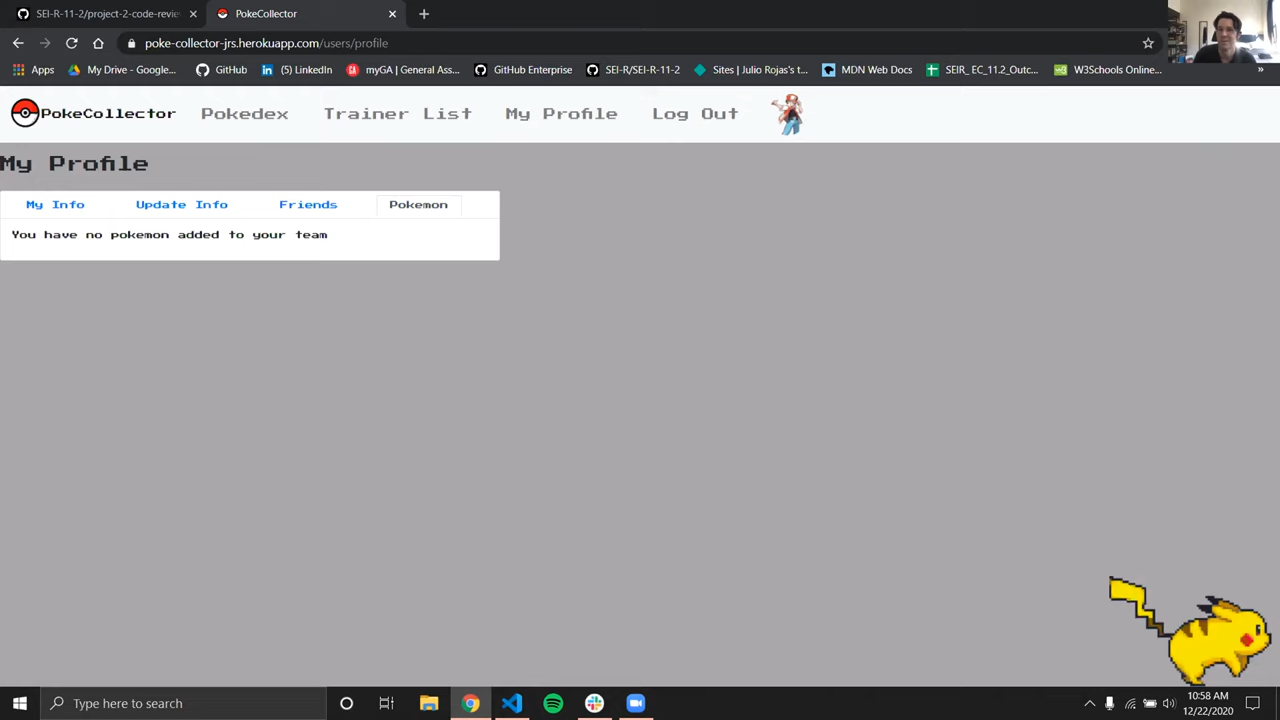 SEI-R-11-2/project-2-code-revie
PokeCollector
poke-collector-jrs.herokuapp.com/users/profile
Apps
My Drive - Google...
GitHub
(5) LinkedIn
myGA | General Ass...
GitHub Enterprise
SEI-R/SEI-R-11-2
Sites | Julio Rojas's t...
MDN Web Docs
SEIR_ EC_11.2_Outc...
W3Schools Online...
»
PokeCollector
Pokedex
Trainer List
My Profile
Log Out
My Profile
My Info
Update Info
Friends
Pokemon
You have no pokemon added to your team
Type here to search
10:58 AM
12/22/2020